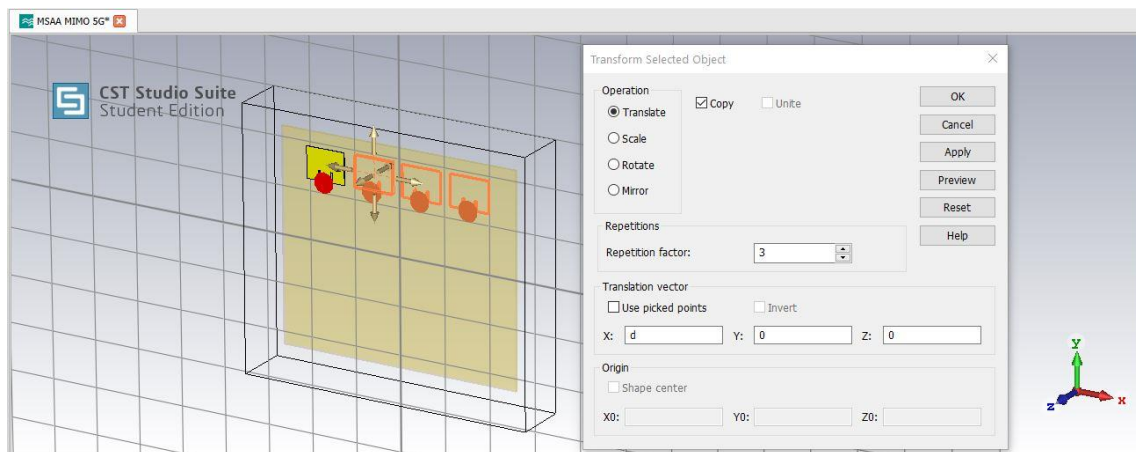 MSAA MIMO 5G*
CST Studio Suite
Student Edition
Transform Selected Object
Operation
Translate
Scale
Rotate
Mirror
Copy
Unite
OK
Cancel
Apply
Preview
Reset
Help
Repetitions
Repetition factor:
3
Translation vector
Use picked points
Invert
X: d Y: 0 Z: 0
Origin
Shape center
X0: Y0: Z0:
y
z
x